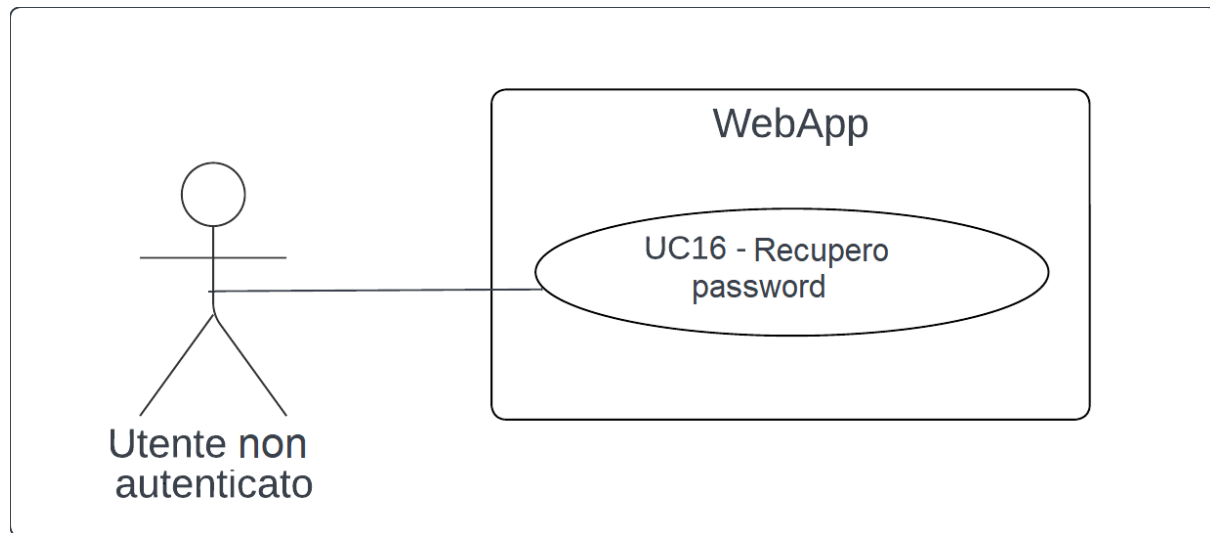 WebApp
UC16 - Recupero
password
Utente non
autenticato